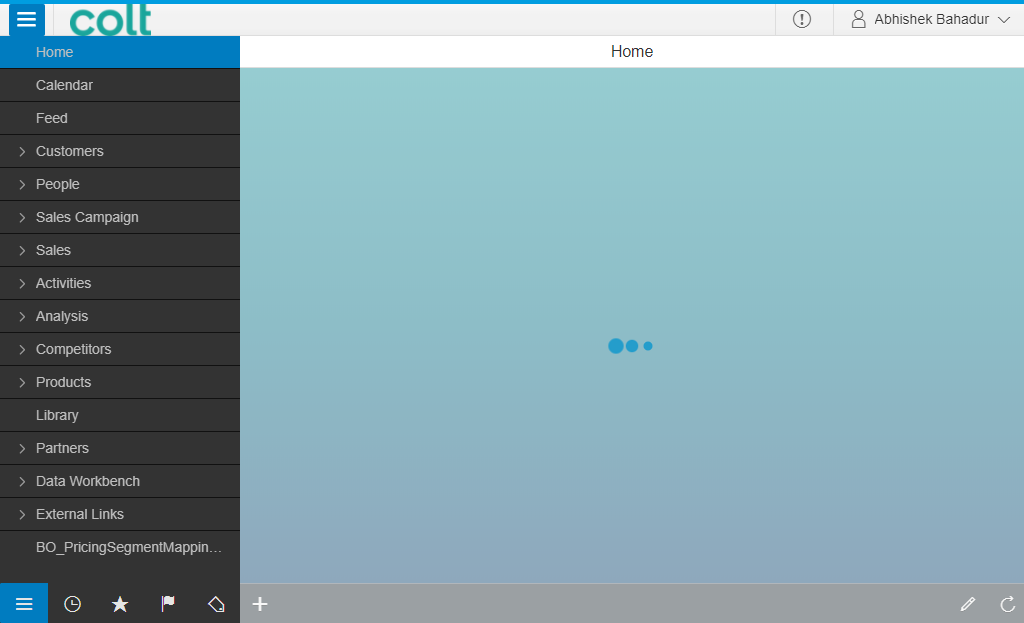 colt
Abhishek Bahadur
Home
Home
Calendar
Feed
Customers
People
Sales Campaign
Sales
Activities
Analysis
Competitors
Products
Library
Partners
Data Workbench
External Links
BO_PricingSegmentMappin...